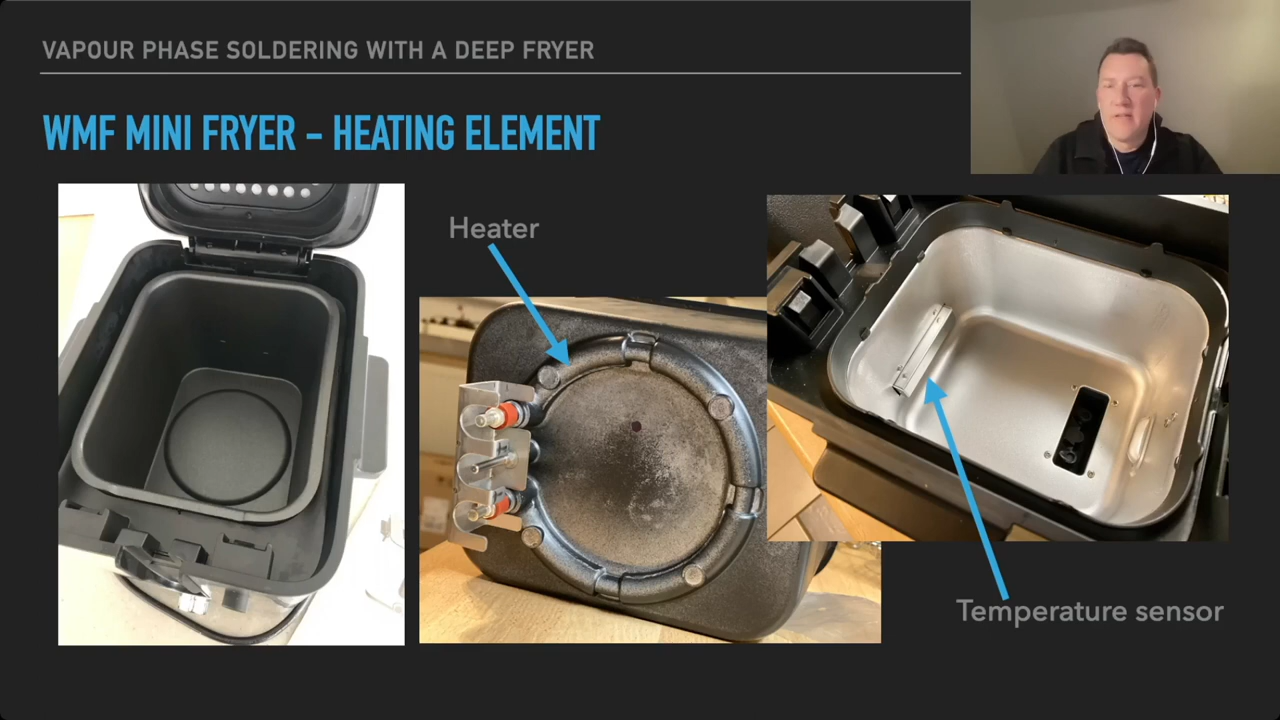 VAPOUR PHASE SOLDERING WITH A DEEP FRYER
WMF MINI FRYER - HEATING ELEMENT
Heater
Temperature sensor